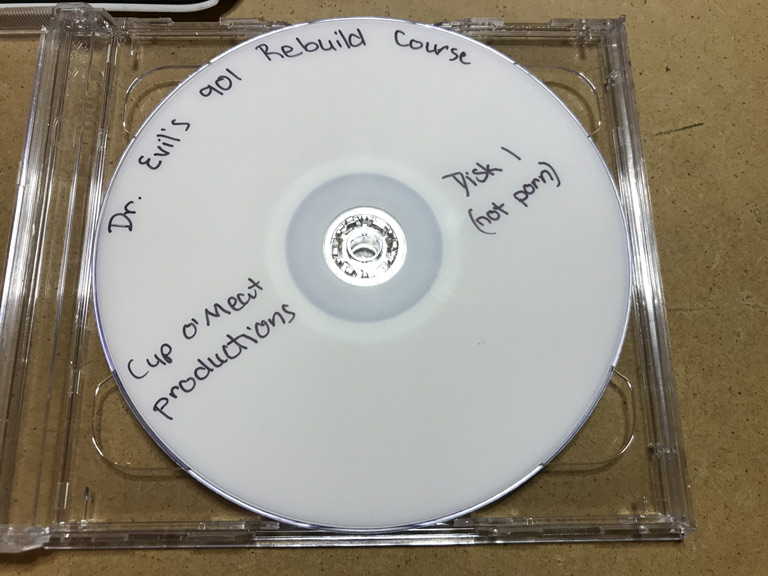 Dr. Evil's 901 Rebuild Course
Disk 1
(not porn)
Cup O'Meat
productions